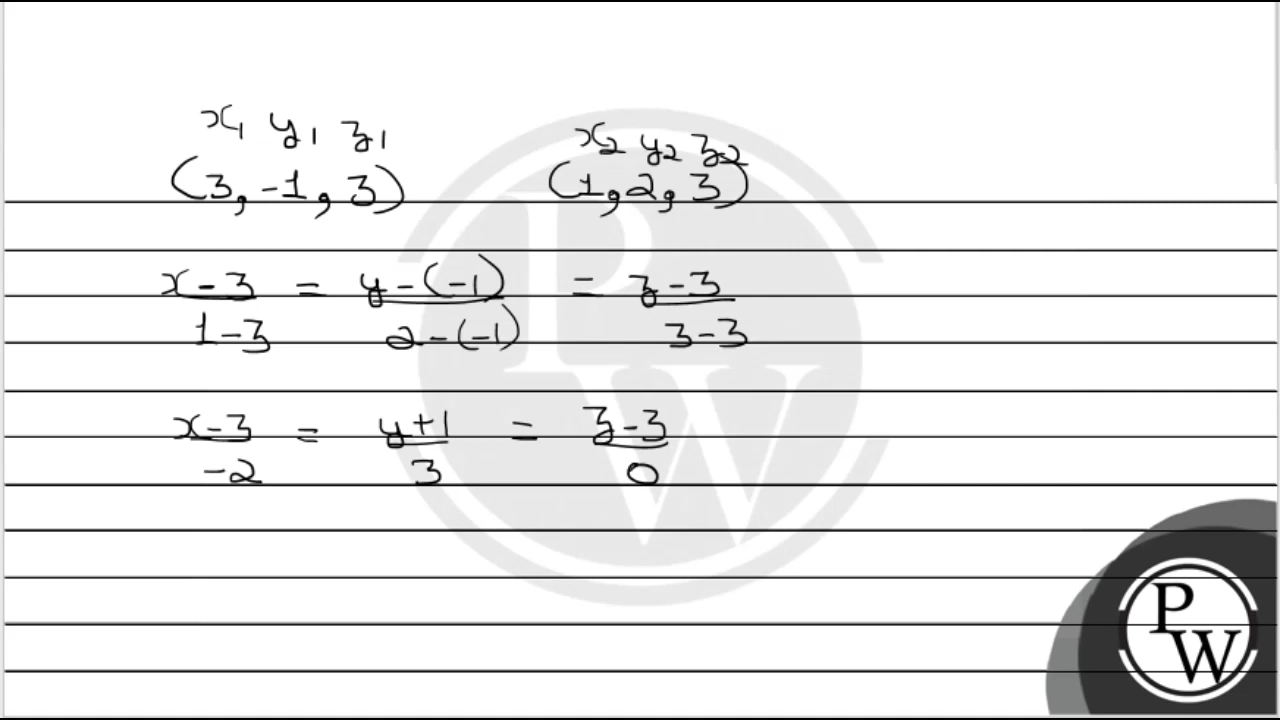 x₁ y₁ z₁ x₂ y₂ z₂
(3, -1, 3) (1, 2, 3)
x-3 = y-(-1) = z-3
1-3 2-(-1) 3-3
x-3 = y+1 = z-3
-2 3 0
P
W
P
W